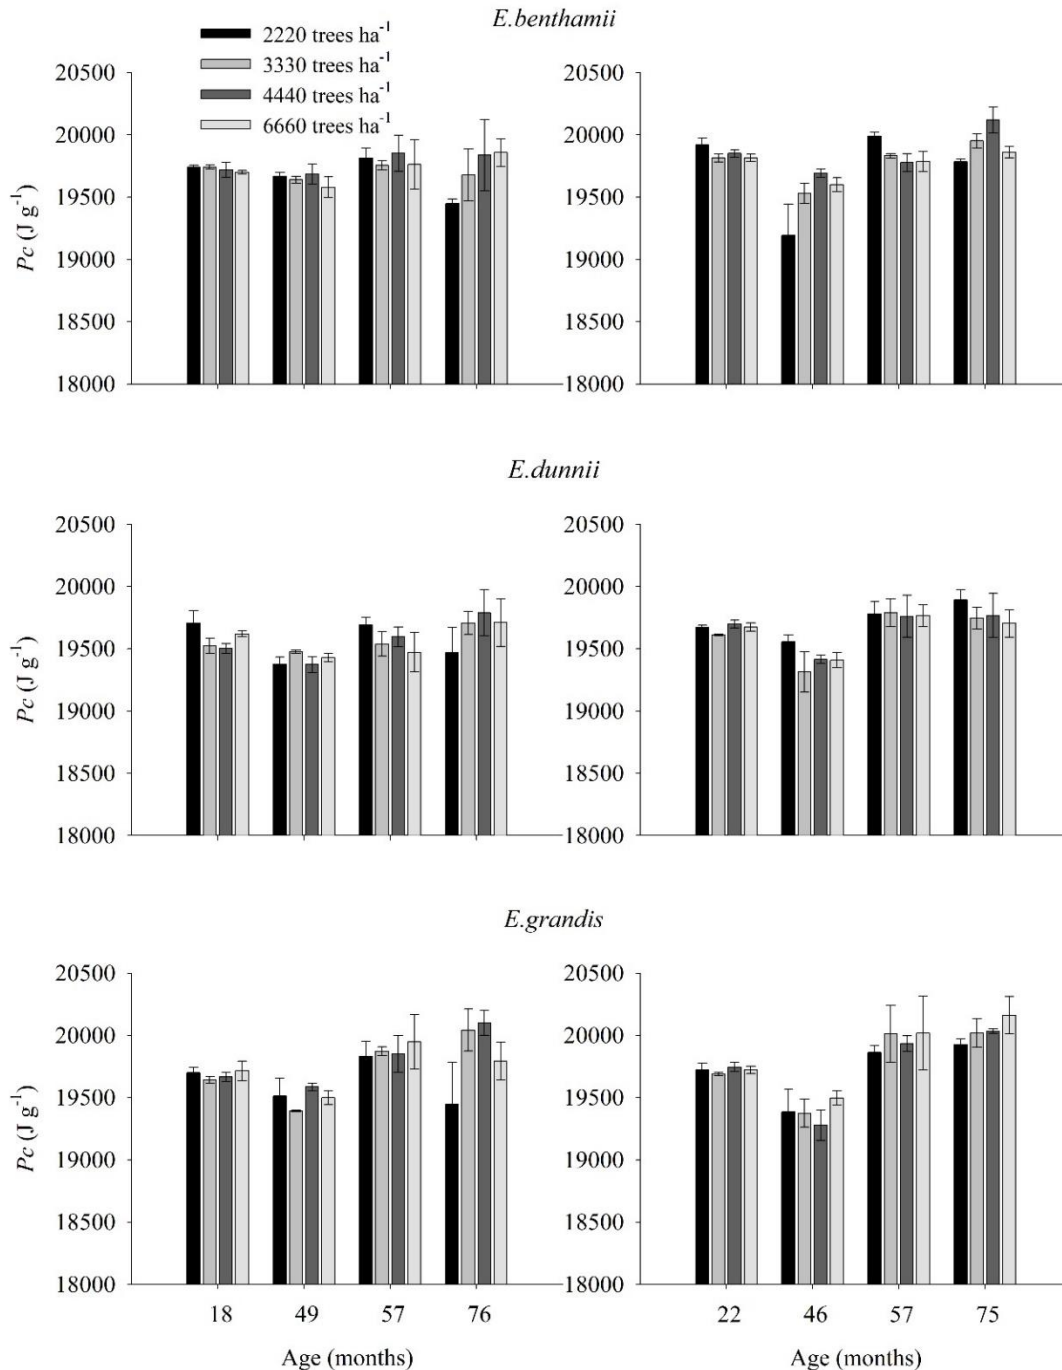 E.benthamii
2220 trees ha⁻¹
3330 trees ha⁻¹
4440 trees ha⁻¹
6660 trees ha⁻¹
20500 20500
20000 20000
19500 19500
19000 19000
18500 18500
18000 18000
Pc (J g⁻¹)
E.dunnii
20500 20500
20000 20000
19500 19500
19000 19000
18500 18500
18000 18000
Pc (J g⁻¹)
E.grandis
20500 20500
20000 20000
19500 19500
19000 19000
18500 18500
18000 18000
Pc (J g⁻¹)
18 49 57 76 22 46 57 75
Age (months) Age (months)